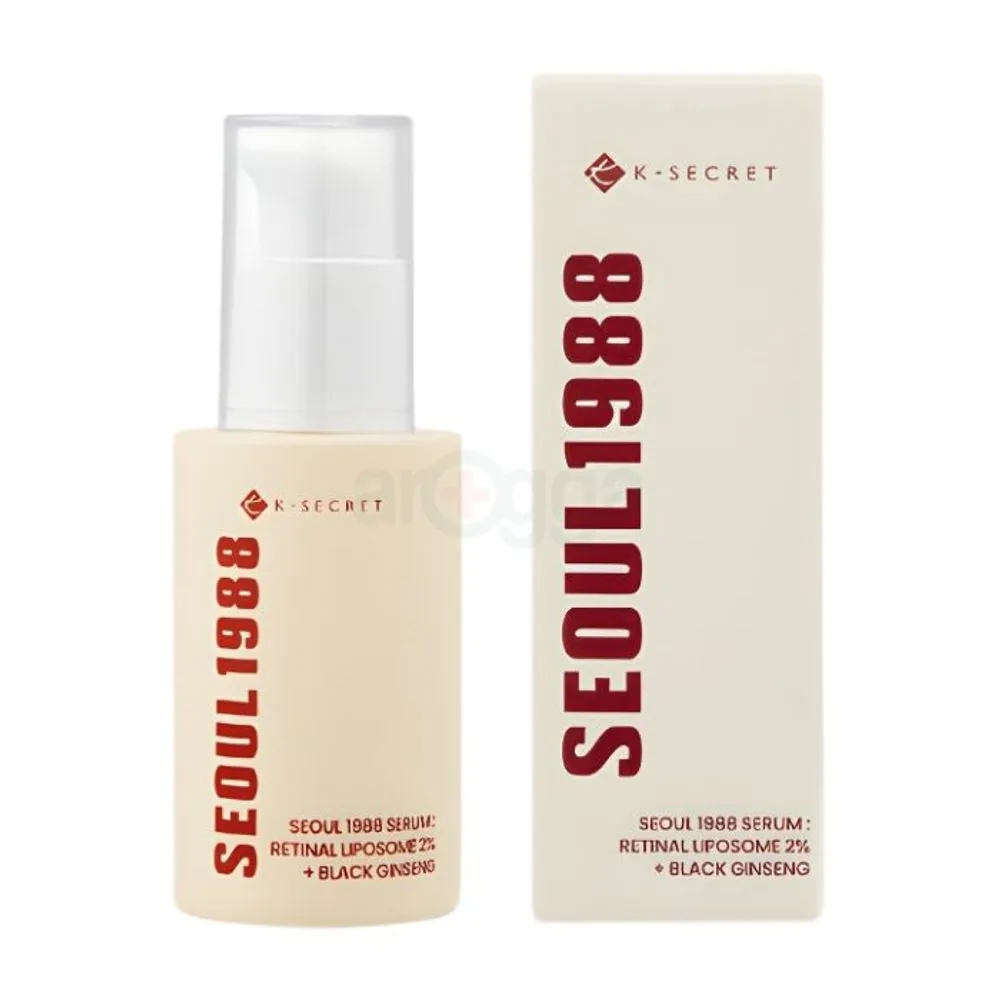 K-SECRET
SEOUL1988
SEOUL 1988 SERUM :
RETINAL LIPOSOME 2%
+ BLACK GINSENG
K-SECRET
SEOUL1988
SEOUL 1988 SERUM :
RETINAL LIPOSOME 2%
+ BLACK GINSENG
arogga